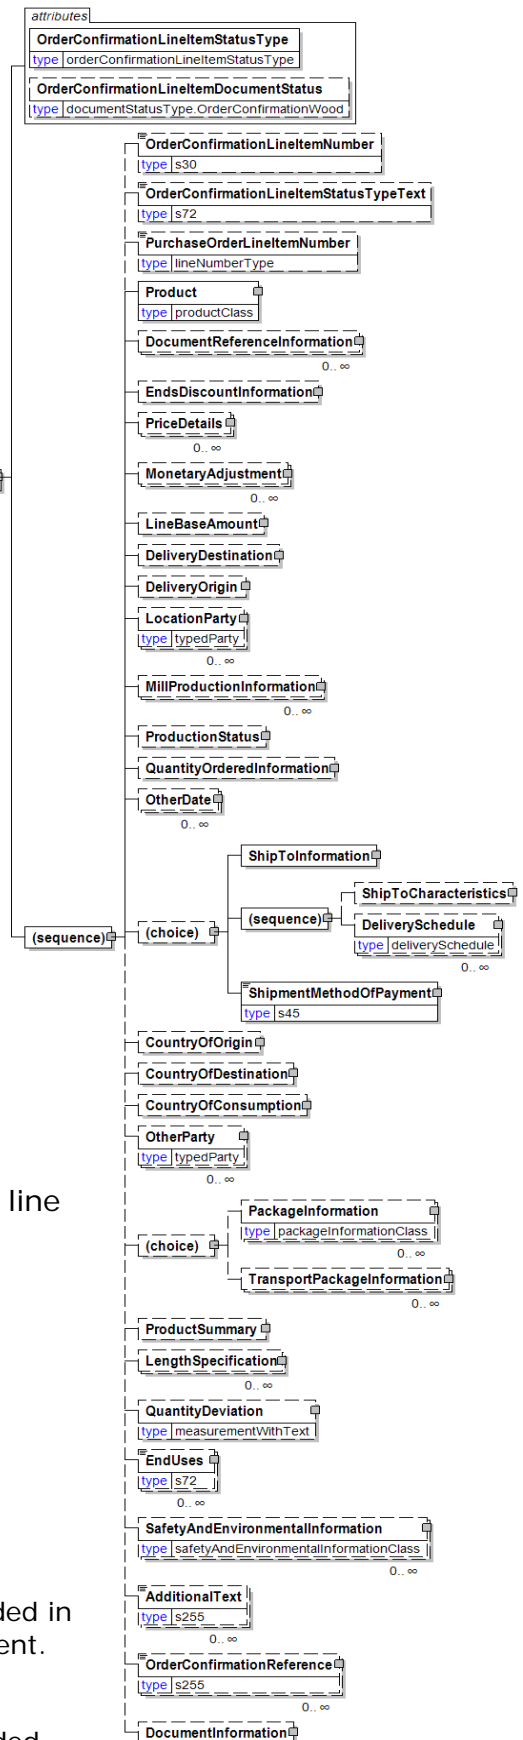 attributes
OrderConfirmationLineItemStatusType
type orderConfirmationLineItemStatusType
OrderConfirmationLineItemDocumentStatus
type documentStatusType.OrderConfirmationWood
OrderConfirmationLineItemNumber
type s30
OrderConfirmationLineItemStatusTypeText
type s72
PurchaseOrderLineItemNumber
type lineNumberType
Product
type productClass
DocumentReferenceInformation
0.. ∞
EndsDiscountInformation
PriceDetails
0.. ∞
MonetaryAdjustment
0.. ∞
LineBaseAmount
DeliveryDestination
DeliveryOrigin
LocationParty
type typedParty
0.. ∞
MillProductionInformation
0.. ∞
ProductionStatus
QuantityOrderedInformation
OtherDate
0.. ∞
ShipToInformation
ShipToCharacteristics
(sequence)
DeliverySchedule
type deliverySchedule
0.. ∞
(sequence)
(choice)
ShipmentMethodOfPayment
type s45
CountryOfOrigin
CountryOfDestination
CountryOfConsumption
OtherParty
type typedParty
0.. ∞
line
PackageInformation
type packageInformationClass
0.. ∞
(choice)
TransportPackageInformation
0.. ∞
ProductSummary
LengthSpecification
0.. ∞
QuantityDeviation
type measurementWithText
EndUses
type s72
0.. ∞
SafetyAndEnvironmentalInformation
type safetyAndEnvironmentalInformationClass
0.. ∞
AdditionalText
type s255
0.. ∞
ded in
ent.
OrderConfirmationReference
type s255
0.. ∞
DocumentInformation